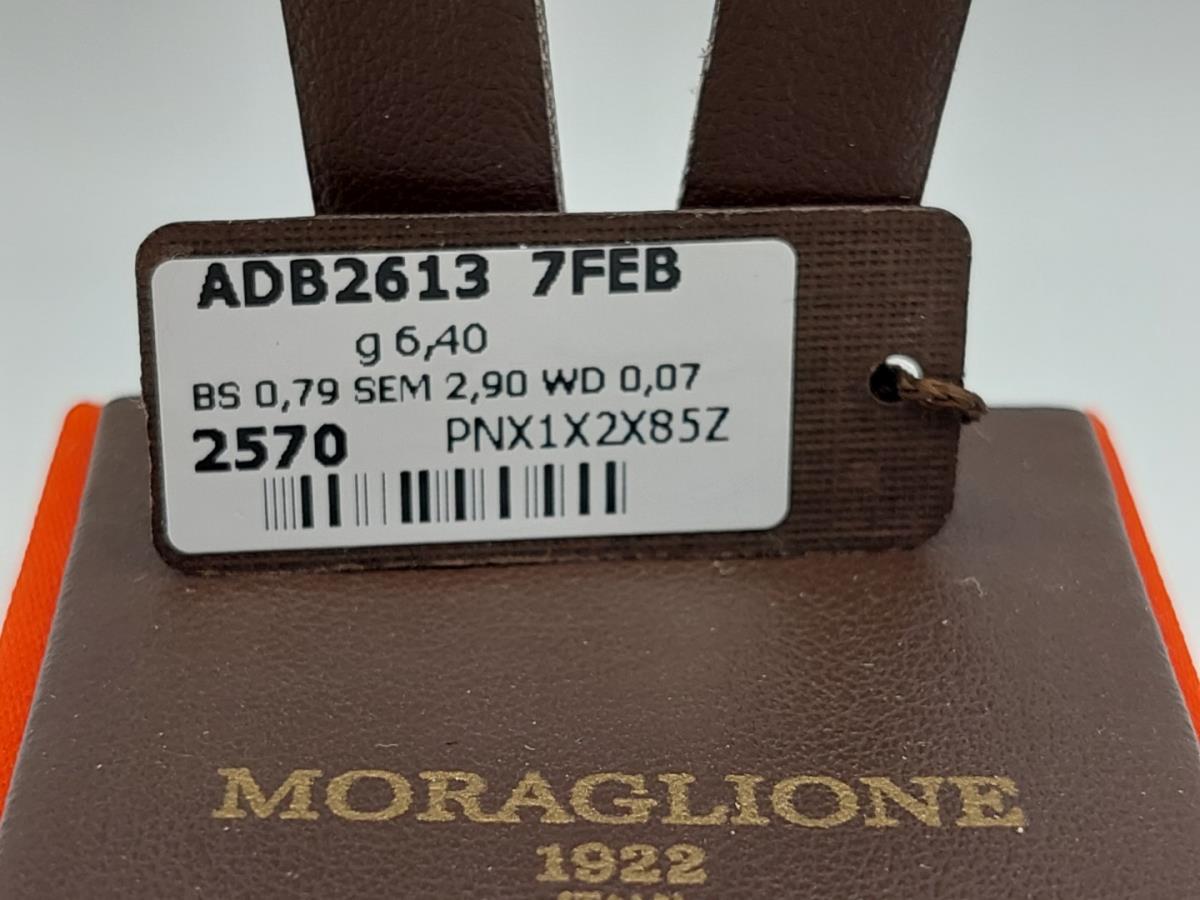 ADB2613 7FEB
g 6,40
BS 0,79 SEM 2,90 WD 0,07
2570 PNX1X2X85Z
MORAGLIONE
1922